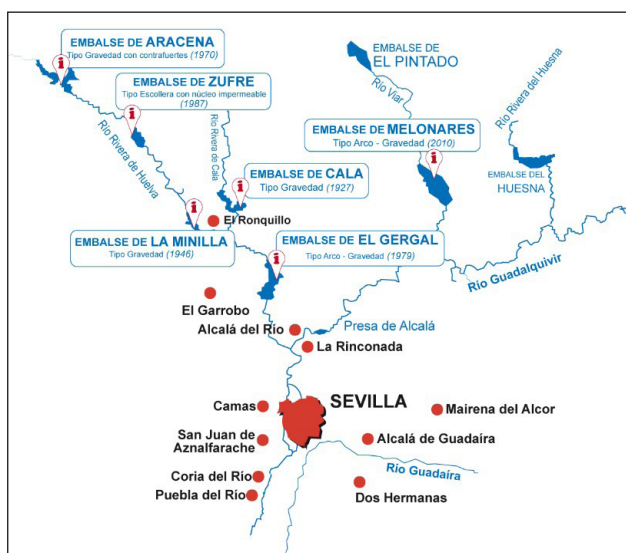 EMBALSE DE ARACENA
Tipo Gravedad con contrafuertes (1970)
EMBALSE DE ZUFRE
Tipo Escollera con núcleo impermeable
(1987)
EMBALSE DE
EL PINTADO
Río Viar
Río Rivera del Huesna
Río Rivera de Huelva
Río Rivera de Cala
EMBALSE DE MELONARES
Tipo Arco - Gravedad (2010)
EMBALSE DE CALA
Tipo Gravedad (1927)
EMBALSE DEL
HUESNA
El Ronquillo
EMBALSE DE LA MINILLA
Tipo Gravedad (1946)
EMBALSE DE EL GERGAL
Tipo Arco - Gravedad (1979)
Río Guadalquivir
El Garrobo
Alcalá del Río
Presa de Alcalá
La Rinconada
Camas
SEVILLA
Mairena del Alcor
San Juan de
Aznalfarache
Alcalá de Guadaira
Río Guadaíra
Coria del Río
Puebla del Río
Dos Hermanas